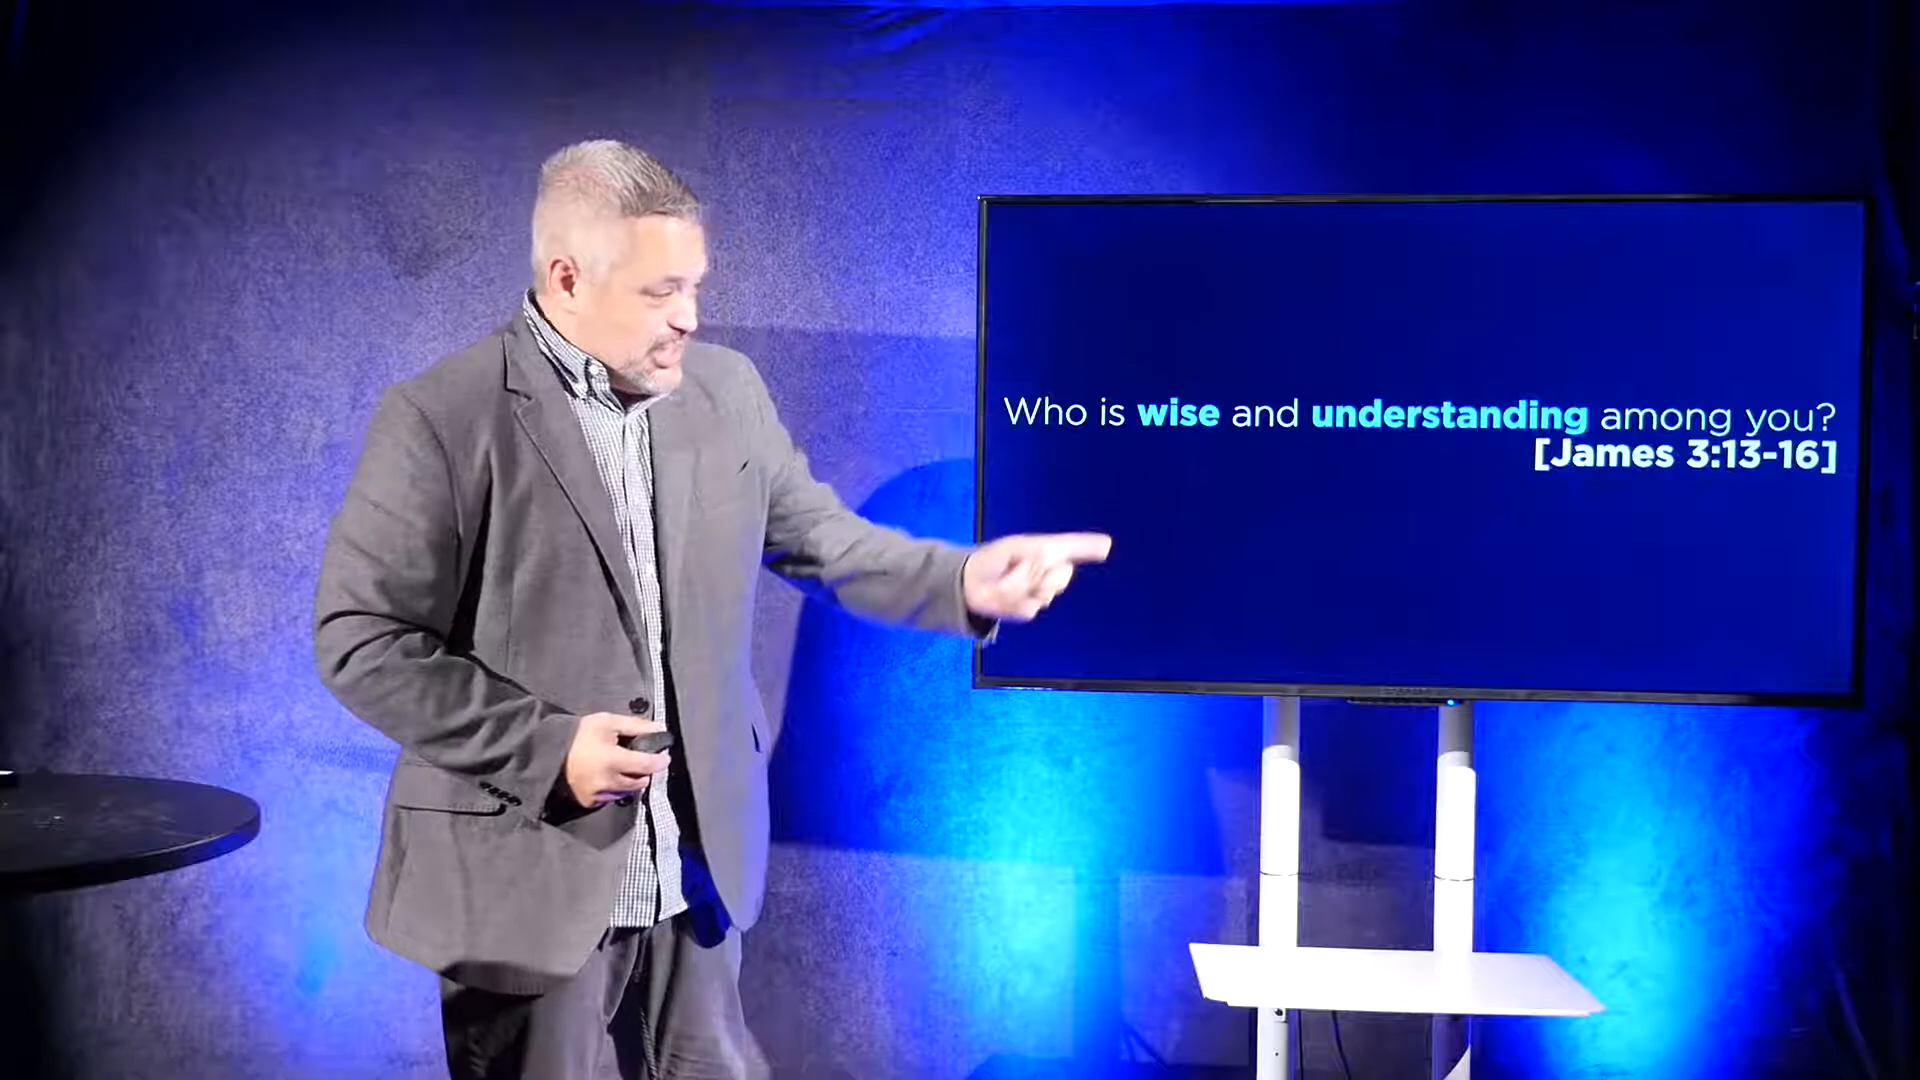 Who is wise and understanding among you?
[James 3:13-16]